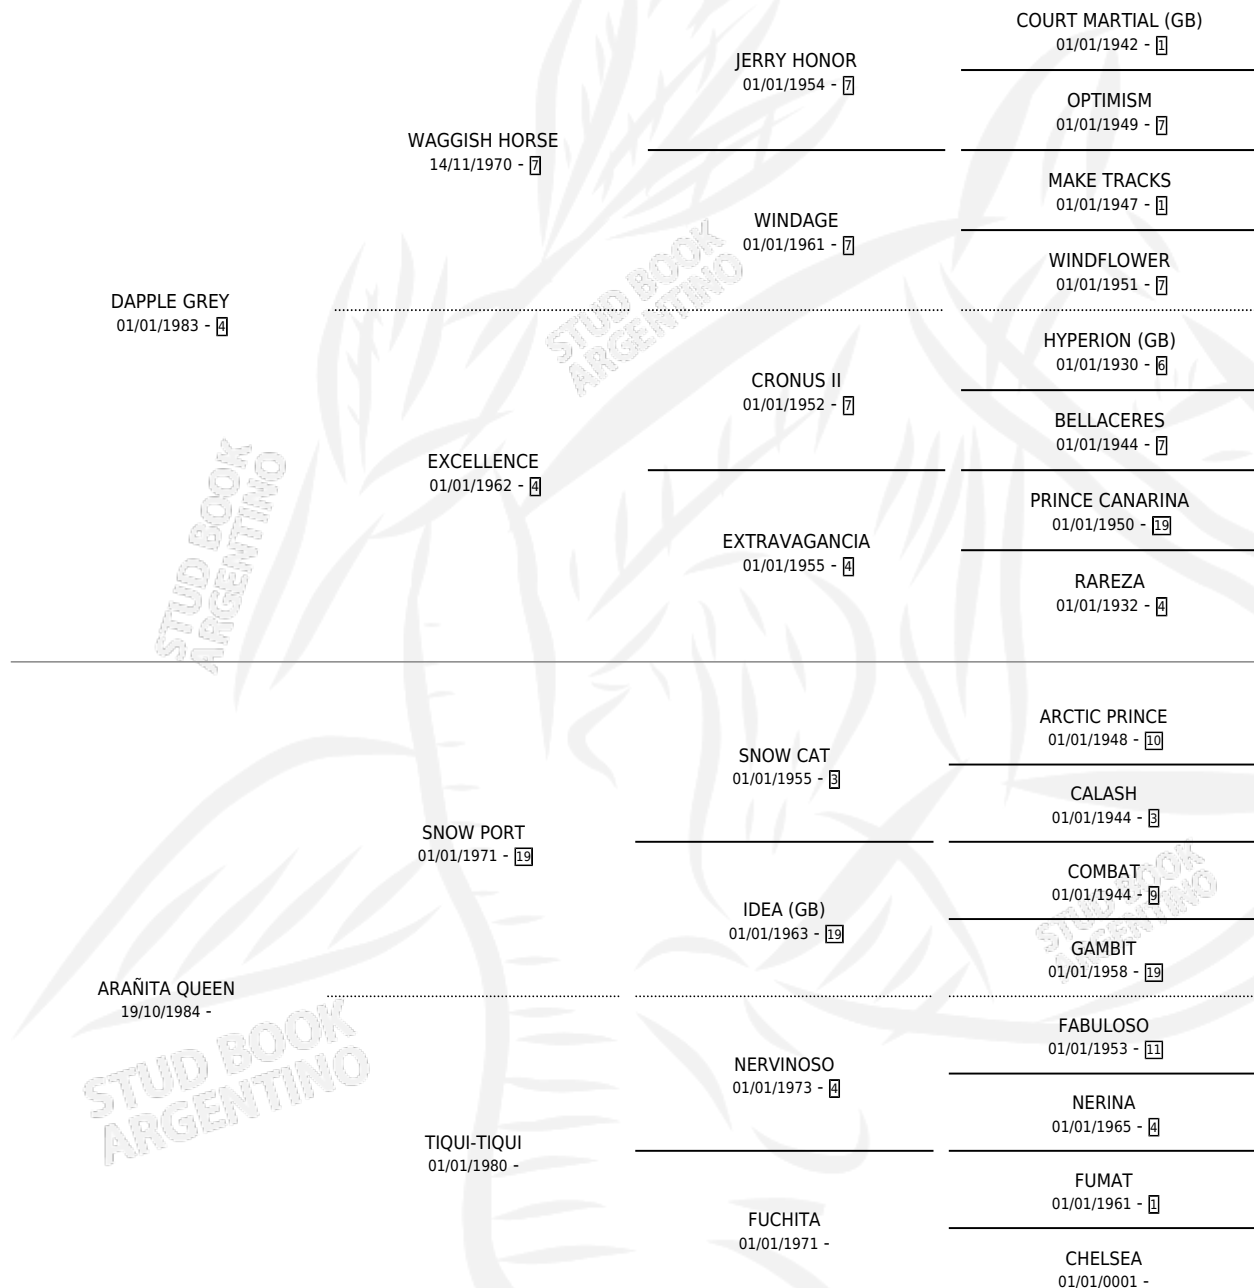 COURT MARTIAL (GB)
01/01/1942 - 1
JERRY HONOR
01/01/1954 - 7
OPTIMISM
01/01/1949 - 7
WAGGISH HORSE
14/11/1970 - 7
MAKE TRACKS
01/01/1947 - 1
WINDAGE
01/01/1961 - 7
WINDFLOWER
01/01/1951 - 7
DAPPLE GREY
01/01/1983 - 4
HYPERION (GB)
01/01/1930 - 6
CRONUS II
01/01/1952 - 7
BELLACERES
01/01/1944 - 7
EXCELLENCE
01/01/1962 - 4
PRINCE CANARINA
01/01/1950 - 19
EXTRAVAGANCIA
01/01/1955 - 4
RAREZA
01/01/1932 - 4
ARCTIC PRINCE
01/01/1948 - 10
SNOW CAT
01/01/1955 - 3
CALASH
01/01/1944 - 3
SNOW PORT
01/01/1971 - 19
COMBAT
01/01/1944 - 9
IDEA (GB)
01/01/1963 - 19
GAMBIT
01/01/1958 - 19
ARAÑITA QUEEN
19/10/1984 -
FABULOSO
01/01/1953 - 11
NERVINOSO
01/01/1973 - 4
NERINA
01/01/1965 - 4
TIQUI-TIQUI
01/01/1980 -
FUMAT
01/01/1961 - 1
FUCHITA
01/01/1971 -
CHELSEA
01/01/0001 -
STUD BOOK
ARGENTINO
STUD BOOK
ARGENTINO
STUD BOOK
ARGENTINO
STUD BOOK
ARGENTINO